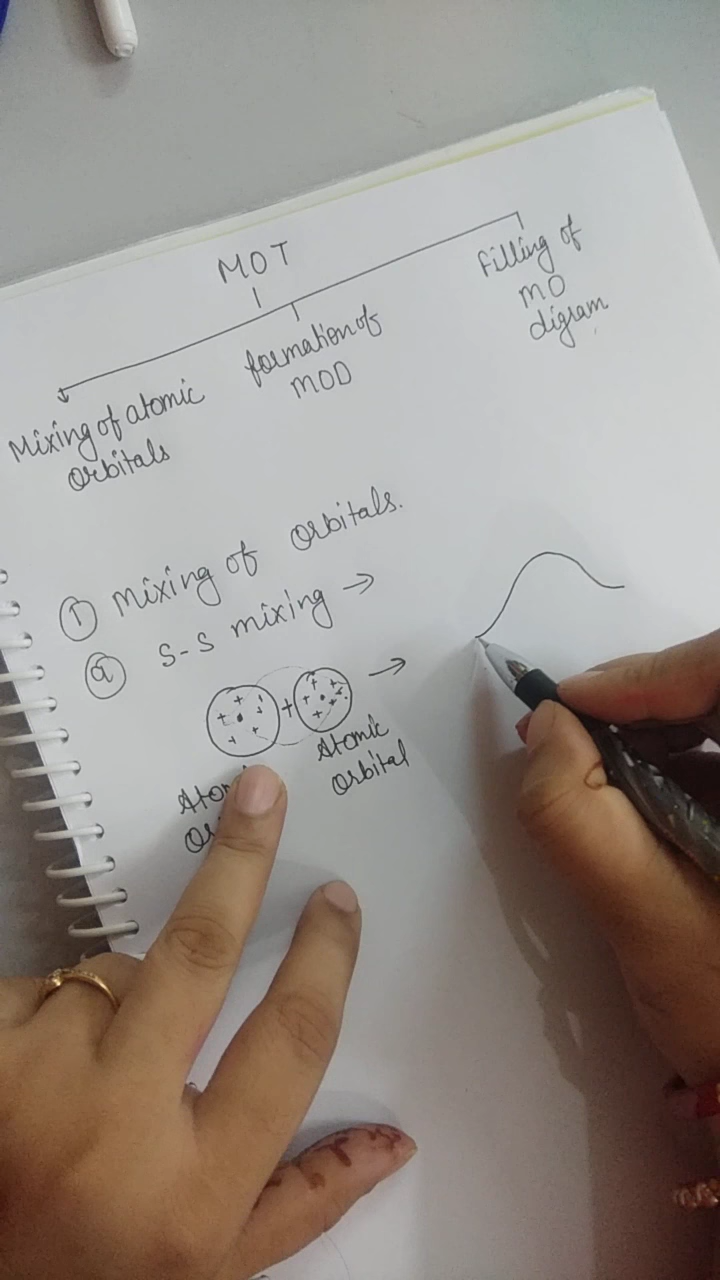 MOT
Mixing of atomic
orbitals
formation of
MOD
Filling of
MO
digram
① Mixing of orbitals.
ⓐ S-S mixing →
+ →
Atomic
orbital